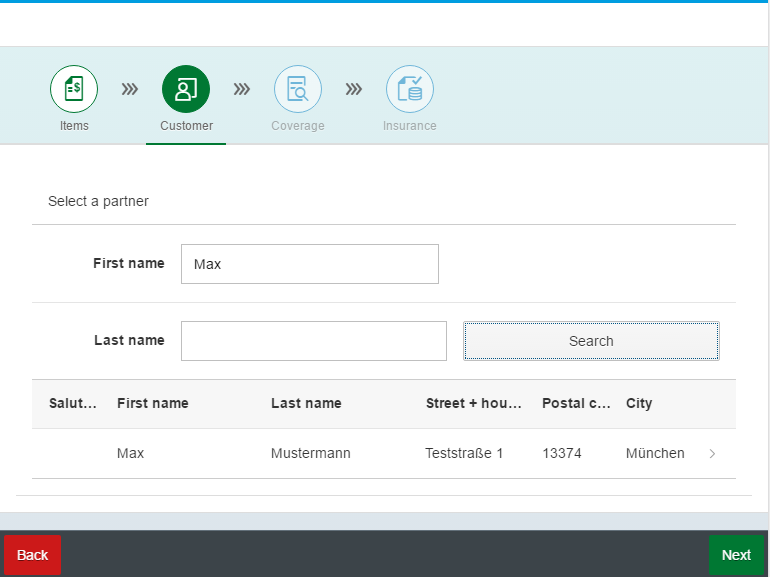 Items
Customer
Coverage
Insurance
Select a partner
First name Max
Last name Search
Salut... First name Last name Street + hou... Postal c... City
Max Mustermann Teststraße 1 13374 München
Back Next